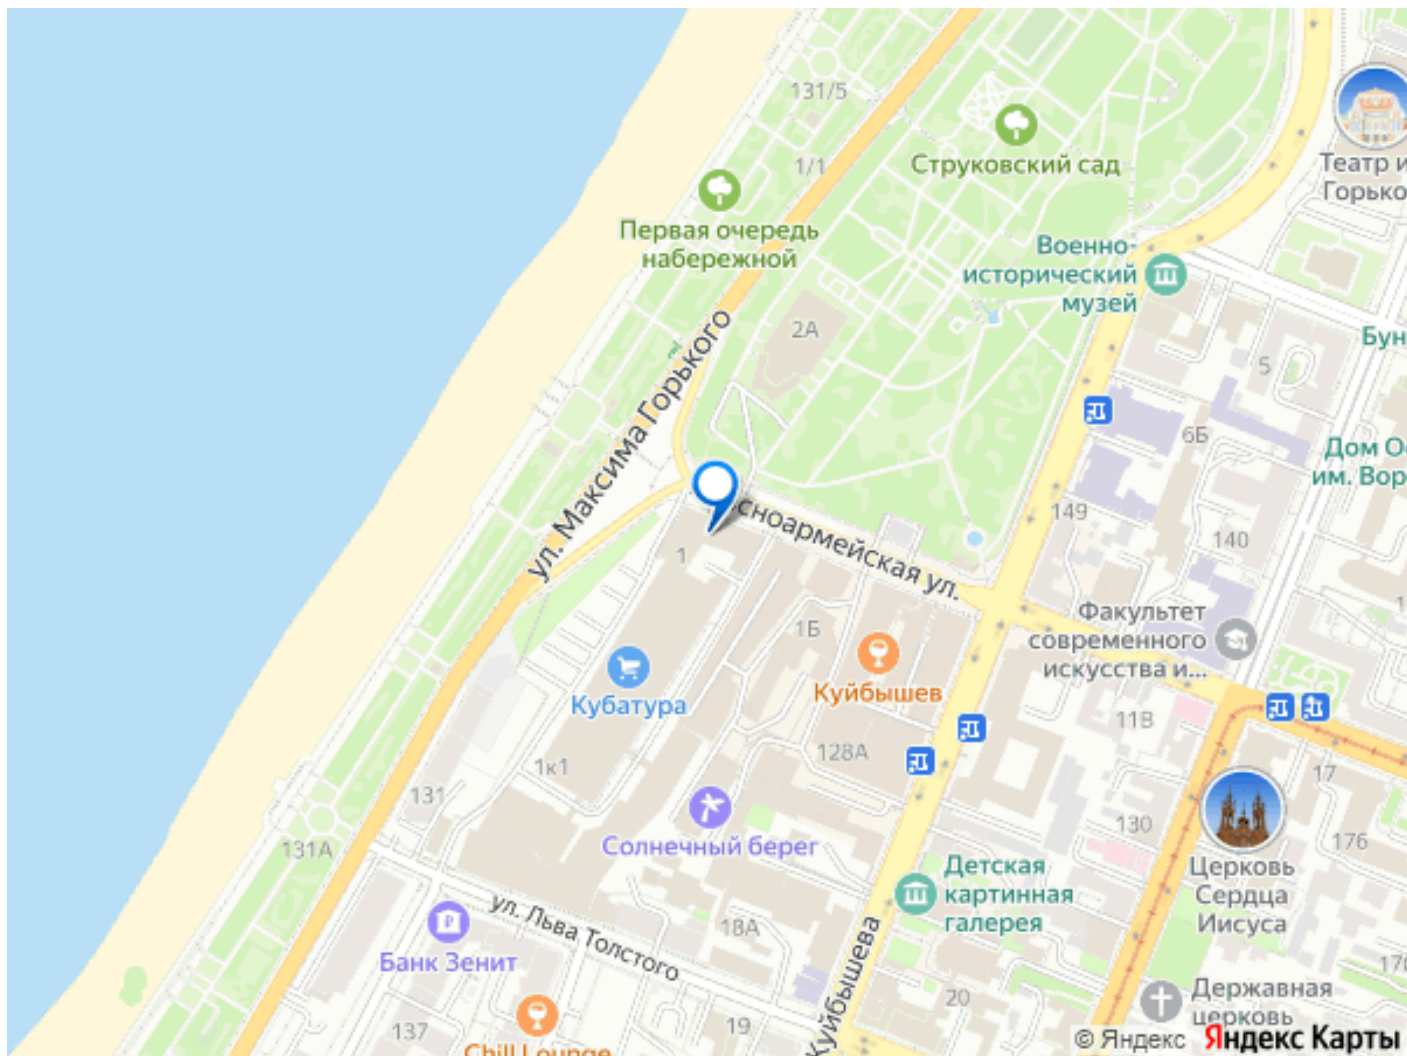 131/5
1/1
Струковский сад
Театр и
Горько
Первая очередь
набережной
Военно-
исторический
музей
2А
Бун
5
ул. Максима Горького
6Б
Дом Ос
им. Вор
сноармейская ул.
149
140
1
1Б
Факультет
современного
искусства и...
Кубатура
Куйбышев
11В
128А
1к1
131
17
130
176
131А
Солнечный берег
Церковь
Сердца
Иисуса
Детская
картинная
галерея
ул. Льва Толстого
18А
Банк Зенит
Куйбышева
20
Державная
церковь
137
19
Chill Lounge
© Яндекс Яндекс Карты